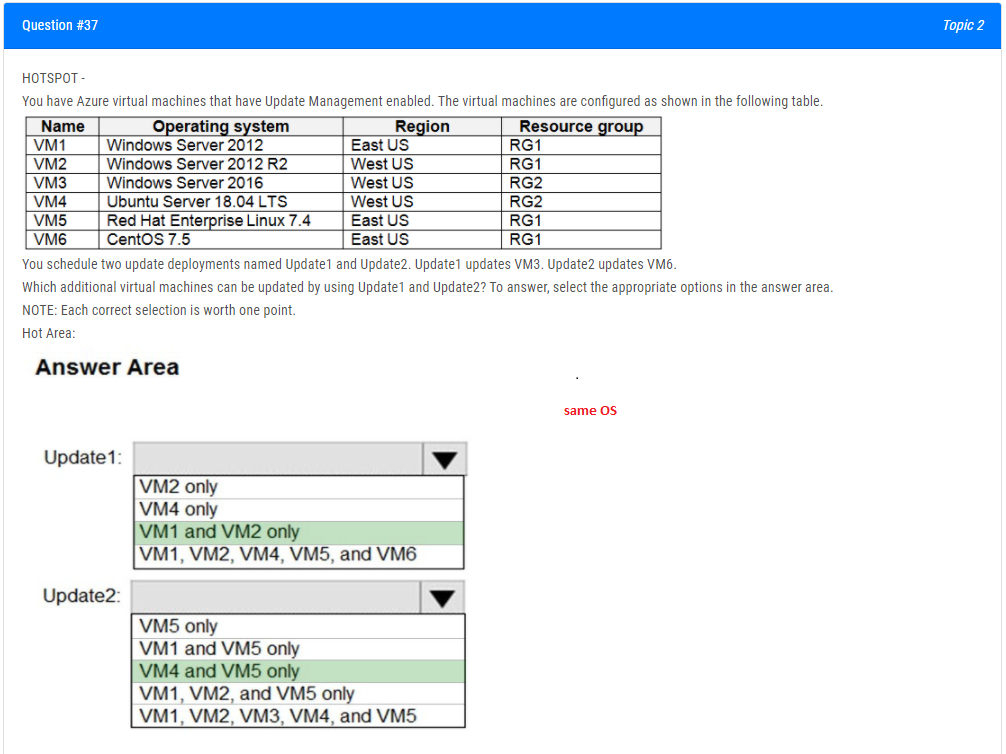 Question #37 Topic 2
HOTSPOT -
You have Azure virtual machines that have Update Management enabled. The virtual machines are configured as shown in the following table.
Name Operating system Region Resource group
VM1 Windows Server 2012 East US RG1
VM2 Windows Server 2012 R2 West US RG1
VM3 Windows Server 2016 West US RG2
VM4 Ubuntu Server 18.04 LTS West US RG2
VM5 Red Hat Enterprise Linux 7.4 East US RG1
VM6 CentOS 7.5 East US RG1
You schedule two update deployments named Update1 and Update2. Update1 updates VM3. Update2 updates VM6.
Which additional virtual machines can be updated by using Update1 and Update2? To answer, select the appropriate options in the answer area.
NOTE: Each correct selection is worth one point.
Hot Area:
Answer Area
.
same OS
Update1:
VM2 only
VM4 only
VM1 and VM2 only
VM1, VM2, VM4, VM5, and VM6
Update2:
VM5 only
VM1 and VM5 only
VM4 and VM5 only
VM1, VM2, and VM5 only
VM1, VM2, VM3, VM4, and VM5